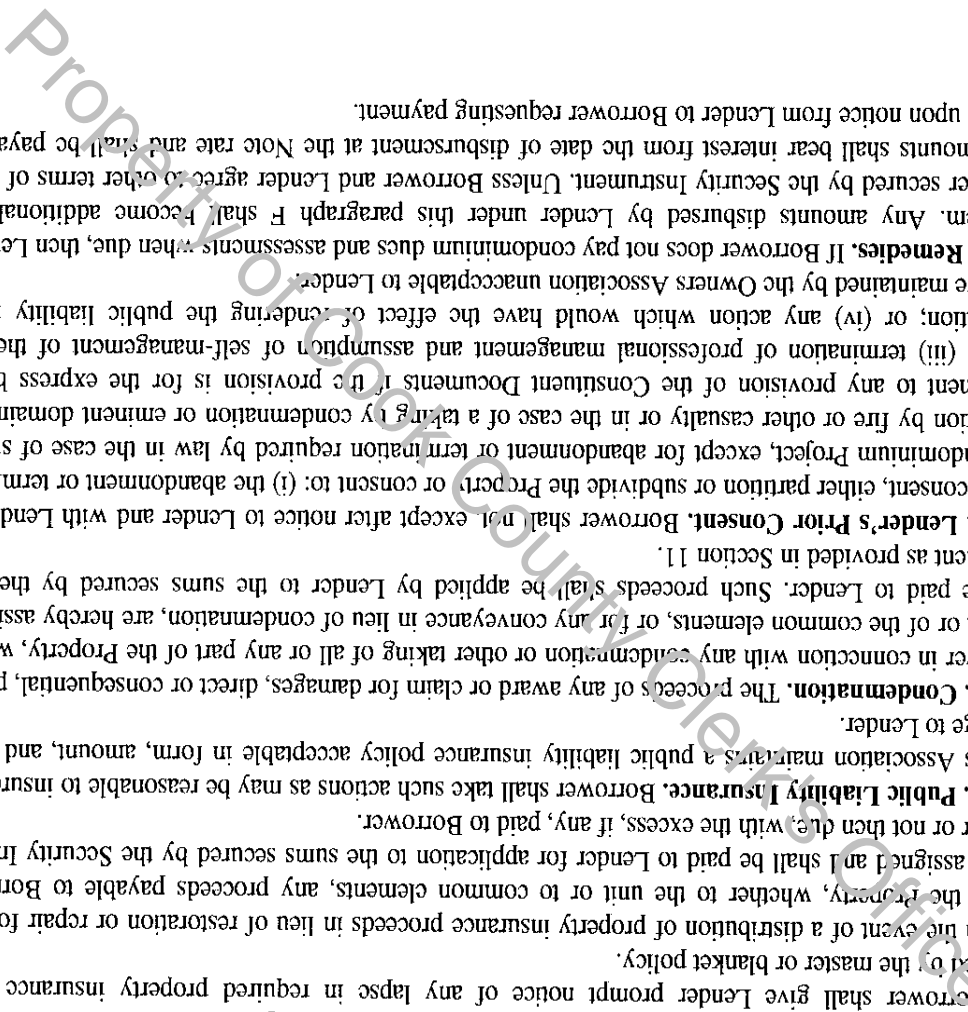 orrower shall give Lender prompt notice of any lapse in required property insurance
by the master or blanket policy.
the event of a distribution of property insurance proceeds in lieu of restoration or repair fo
the Property, whether to the unit or to common elements, any proceeds payable to Bor
assigned and shall be paid to Lender for application to the sums secured by the Security In
r or not then due, with the excess, if any, paid to Borrower.
. Public Liability Insurance. Borrower shall take such actions as may be reasonable to insur
s Association maintains a public liability insurance policy acceptable in form, amount, and
ge to Lender.
. Condemnation. The proceeds of any award or claim for damages, direct or consequential, p
er in connection with any condemnation or other taking of all or any part of the Property, w
or of the common elements, or for any conveyance in lieu of condemnation, are hereby assi
e paid to Lender. Such proceeds shall be applied by Lender to the sums secured by the
ent as provided in Section 11.
Lender's Prior Consent. Borrower shall not, except after notice to Lender and with Lend
consent, either partition or subdivide the Property or consent to: (i) the abandonment or term
ndominium Project, except for abandonment or termination required by law in the case of s
tion by fire or other casualty or in the case of a taking by condemnation or eminent domain
ment to any provision of the Constituent Documents if the provision is for the express b
(iii) termination of professional management and assumption of self-management of the
tion; or (iv) any action which would have the effect of rendering the public liability
e maintained by the Owners Association unacceptable to Lender.
Remedies. If Borrower does not pay condominium dues and assessments when due, then Le
m. Any amounts disbursed by Lender under this paragraph F shall become additional
er secured by the Security Instrument. Unless Borrower and Lender agree to other terms of
mounts shall bear interest from the date of disbursement at the Note rate and shall be paya
upon notice from Lender to Borrower requesting payment.
Property of Cook County Clerk's Office